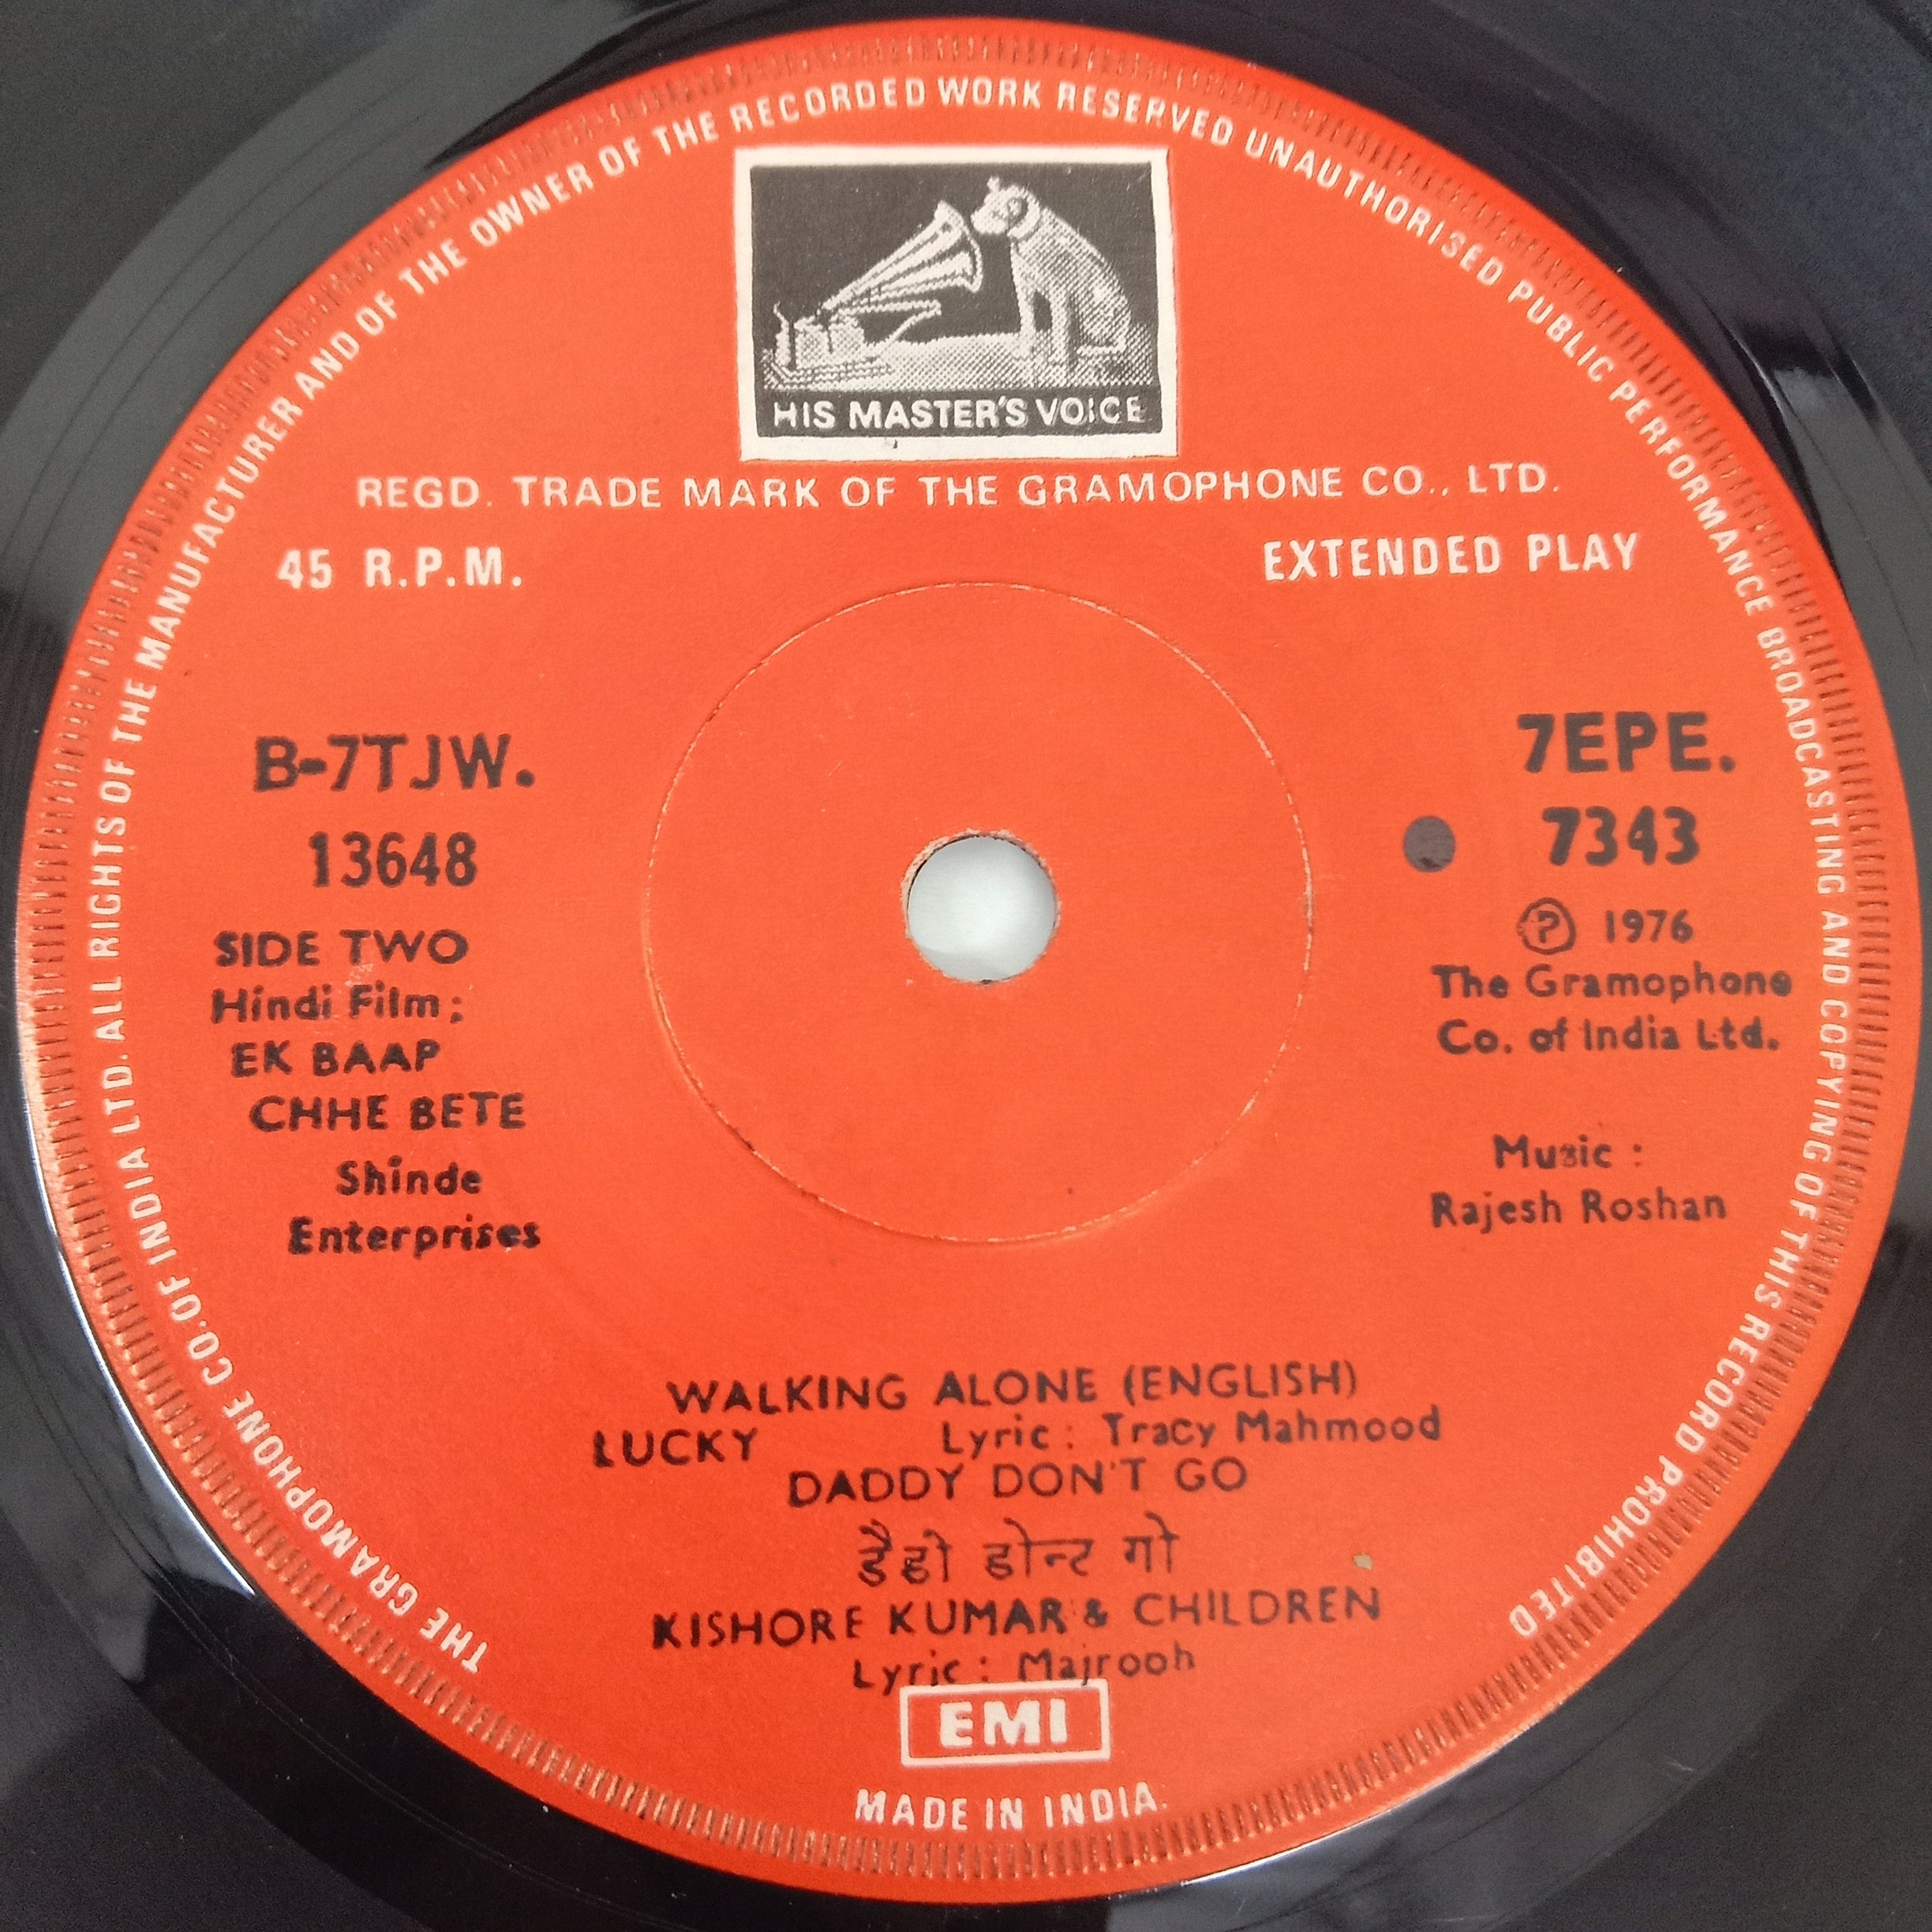 THE GRAMOPHONE CO. OF INDIA LTD. ALL RIGHTS OF THE MANUFACTURER AND OF THE OWNER OF THE RECORDED WORK RESERVED UNAUTHORISED PUBLIC PERFORMANCE BROADCASTING AND COPYING OF THIS RECORD PROHIBITED
HIS MASTER'S VOICE
REGD. TRADE MARK OF THE GRAMOPHONE CO., LTD.
45 R.P.M.
EXTENDED PLAY
B-7TJW.
13648
SIDE TWO
Hindi Film:
EK BAAP
CHHE BETE
Shinde
Enterprises
7EPE.
7343
℗ 1976
The Gramophone
Co. of India Ltd.
Music :
Rajesh Roshan
WALKING ALONE (ENGLISH)
LUCKY Lyric : Tracy Mahmood
DADDY DON'T GO
डैडी डोन्ट गो
KISHORE KUMAR & CHILDREN
Lyric : Majrooh
EMI
MADE IN INDIA.